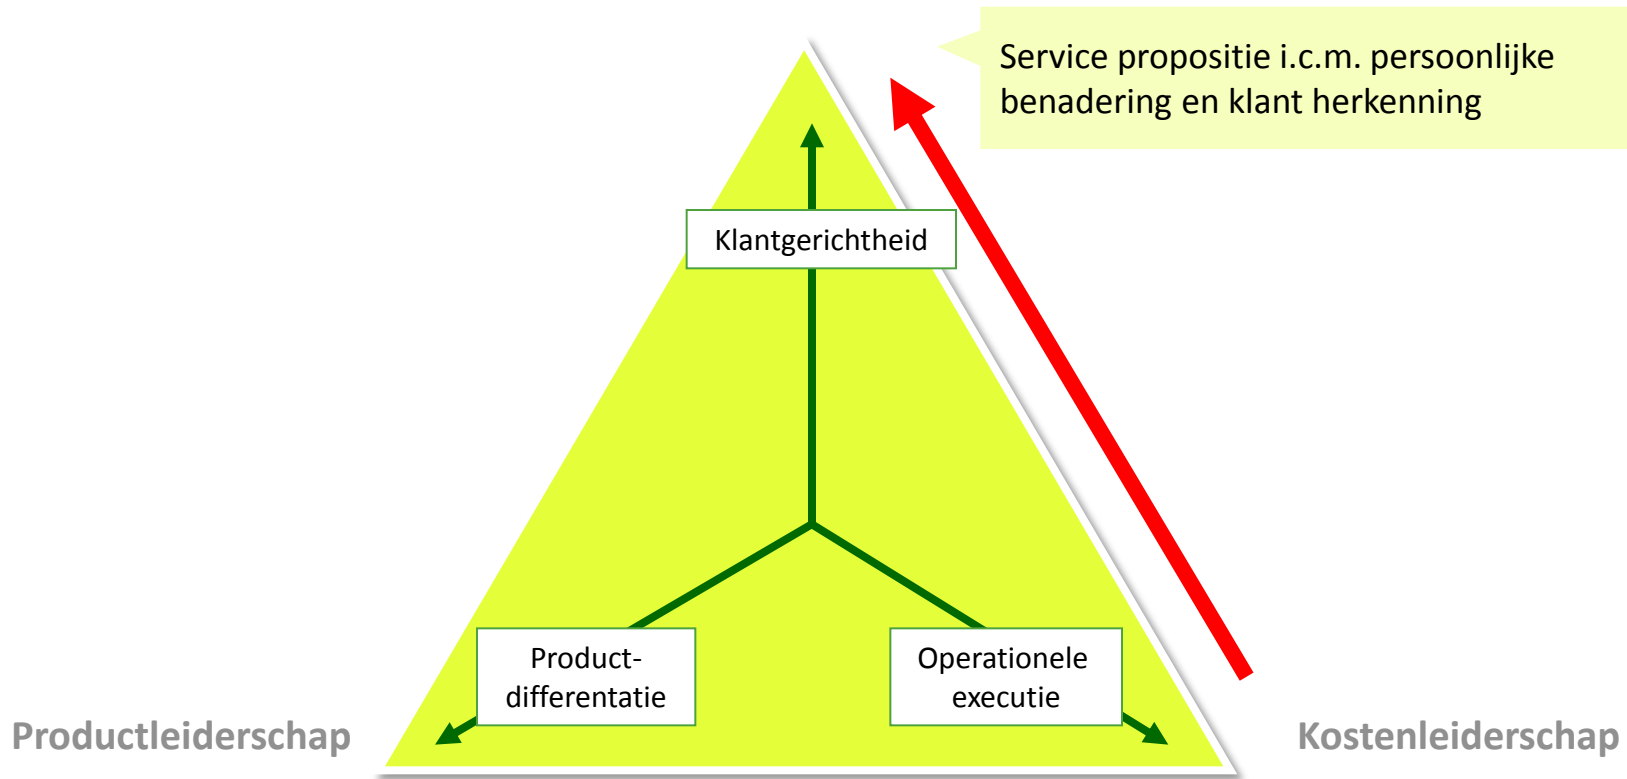 Service propositie i.c.m. persoonlijke
benadering en klant herkenning
Klantgerichtheid
Product-
differentatie
Operationele
executie
Productleiderschap
Kostenleiderschap